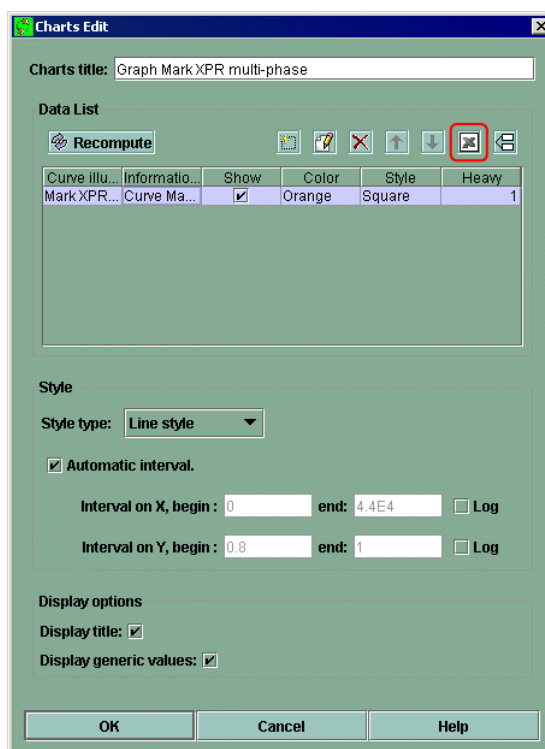 Charts Edit
Charts title: Graph Mark XPR multi-phase
Data List
Recompute
Curve illu... Informatio... Show Color Style Heavy
Mark XPR... Curve Ma... Orange Square 1
Style
Style type: Line style
Automatic interval.
Interval on X, begin : 0 end: 4.4E4 Log
Interval on Y, begin : 0.8 end: 1 Log
Display options
Display title:
Display generic values:
OK Cancel Help